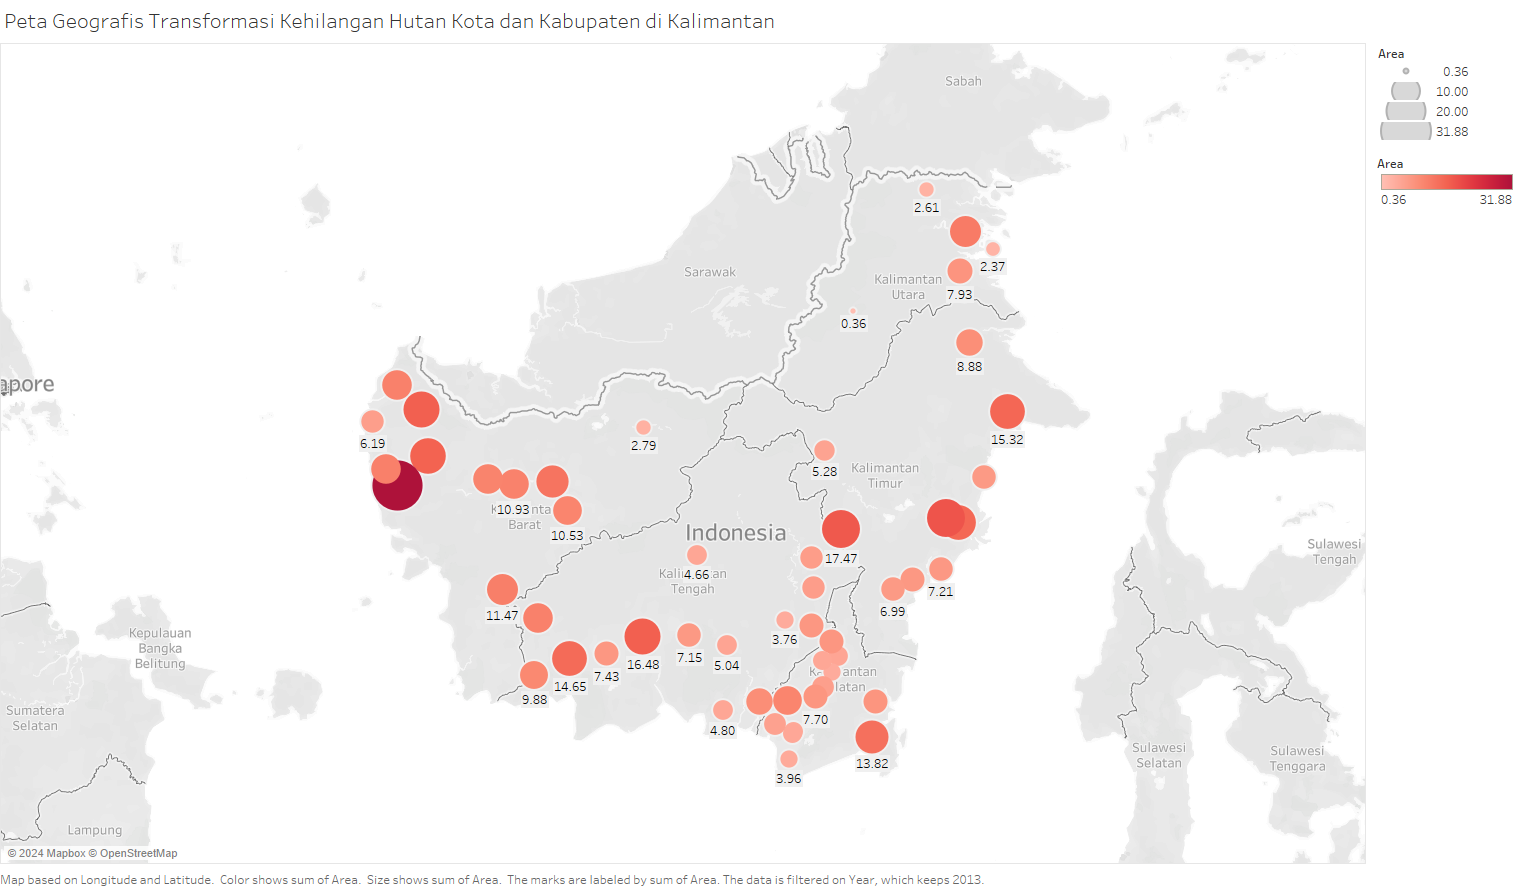 Peta Geografis Transformasi Kehilangan Hutan Kota dan Kabupaten di Kalimantan
Area
0.36
10.00
20.00
31.88
Area
0.36
31.88
Sabah
2.61
2.37
Sarawak
Kalimantan
Utara
7.93
0.36
8.88
apore
6.19
2.79
15.32
5.28
Kalimantan
Timur
10.93
Barat
10.53
Indonesia
17.47
4.66
Tengah
7.21
6.99
11.47
3.76
Sulawesi
Tengah
Kepulauan
Bangka
Belitung
16.48
7.15
5.04
14.65
7.43
9.88
4.80
7.70
13.82
3.96
Sumatera
Selatan
Sulawesi
Selatan
Sulawesi
Tenggara
Lampung
© 2024 Mapbox © OpenStreetMap
Map based on Longitude and Latitude.  Color shows sum of Area.  Size shows sum of Area.  The marks are labeled by sum of Area. The data is filtered on Year, which keeps 2013.